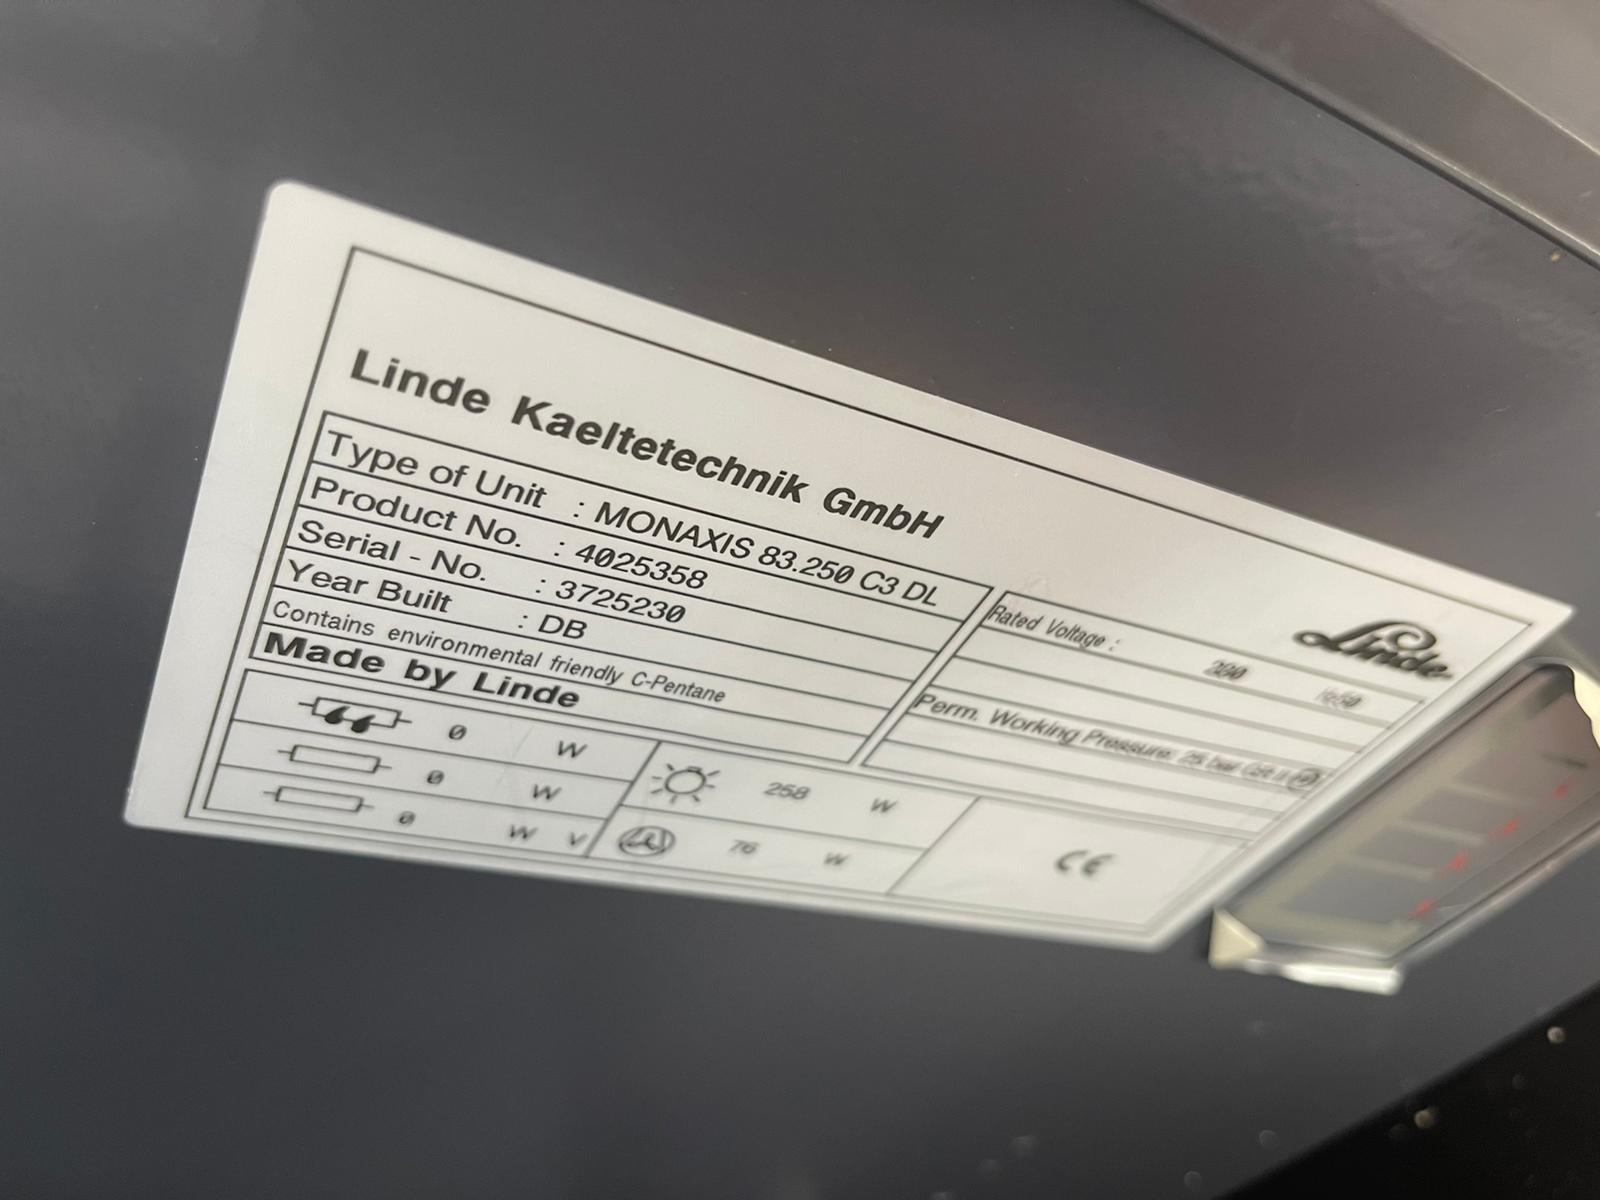 Linde Kaeltetechnik GmbH
Linde
Type of Unit : MONAXIS 83.250 C3 DL
Product No. : 4025358
Serial - No. : 3725230
Year Built : DB
Contains environmental friendly C-Pentane
Made by Linde
Rated Voltage :
Perm. Working Pressure: 25 bar
0 W
0 W
0 W V
258 W
76 W
CE